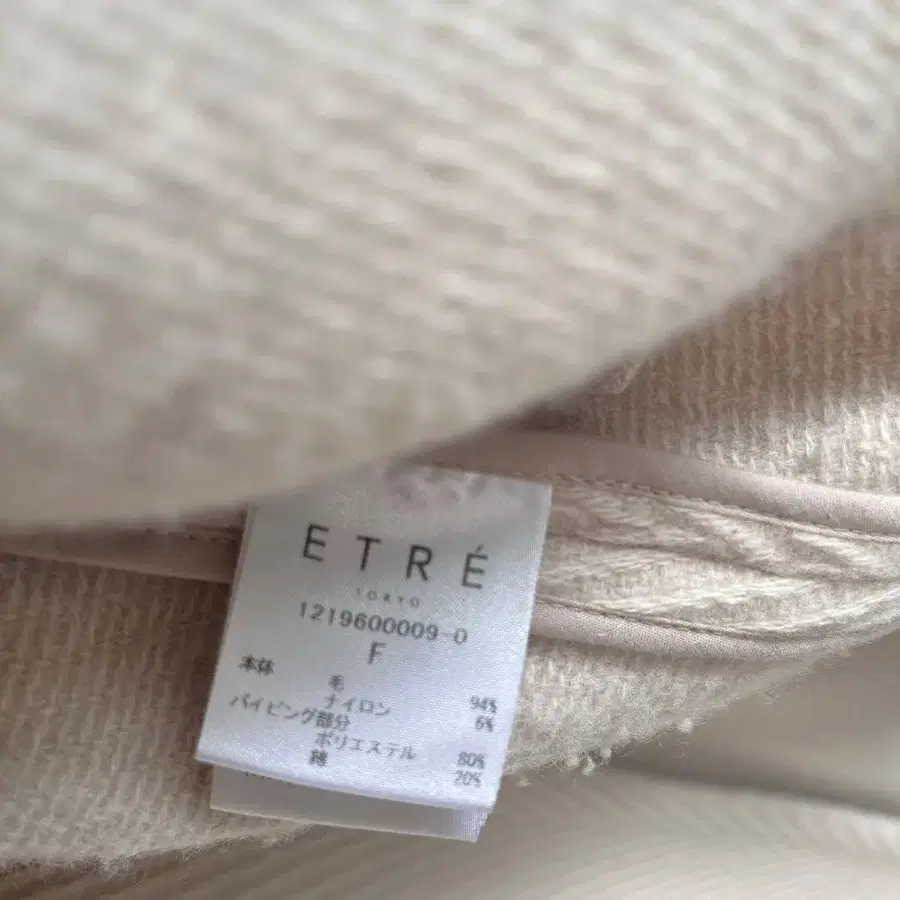 ETRÉ
TOKYO
1219600009-0
F
本体
毛 94%
ナイロン 6%
パイピング部分
ポリエステル 80%
綿 20%